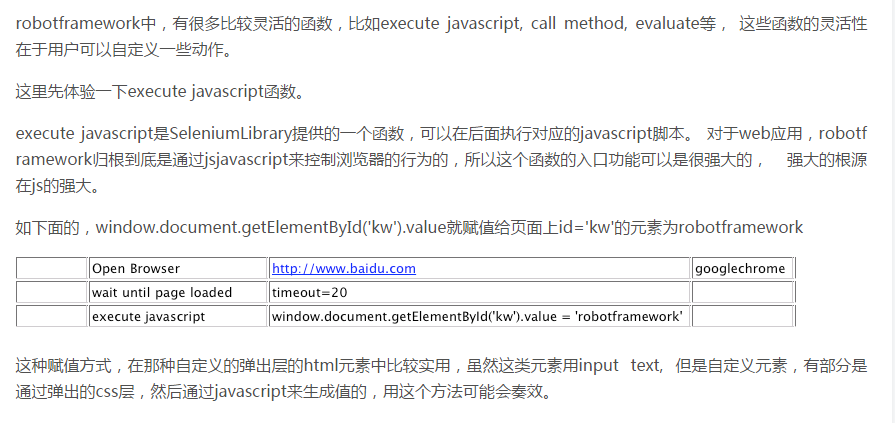 robotframework中，有很多比较灵活的函数，比如execute javascript, call method, evaluate等， 这些函数的灵活性
在于用户可以自定义一些动作。
这里先体验一下execute javascript函数。
execute javascript是SeleniumLibrary提供的一个函数，可以在后面执行对应的javascript脚本。 对于web应用，robotf
ramework归根到底是通过jsjavascript来控制浏览器的行为的，所以这个函数的入口功能可以是很强大的， 强大的根源
在js的强大。
如下面的，window.document.getElementById('kw').value就赋值给页面上id='kw'的元素为robotframework
Open Browser http://www.baidu.com googlechrome
wait until page loaded timeout=20
execute javascript window.document.getElementById('kw').value = 'robotframework'
这种赋值方式，在那种自定义的弹出层的html元素中比较实用，虽然这类元素用input text, 但是自定义元素，有部分是
通过弹出的css层，然后通过javascript来生成值的，用这个方法可能会奏效。